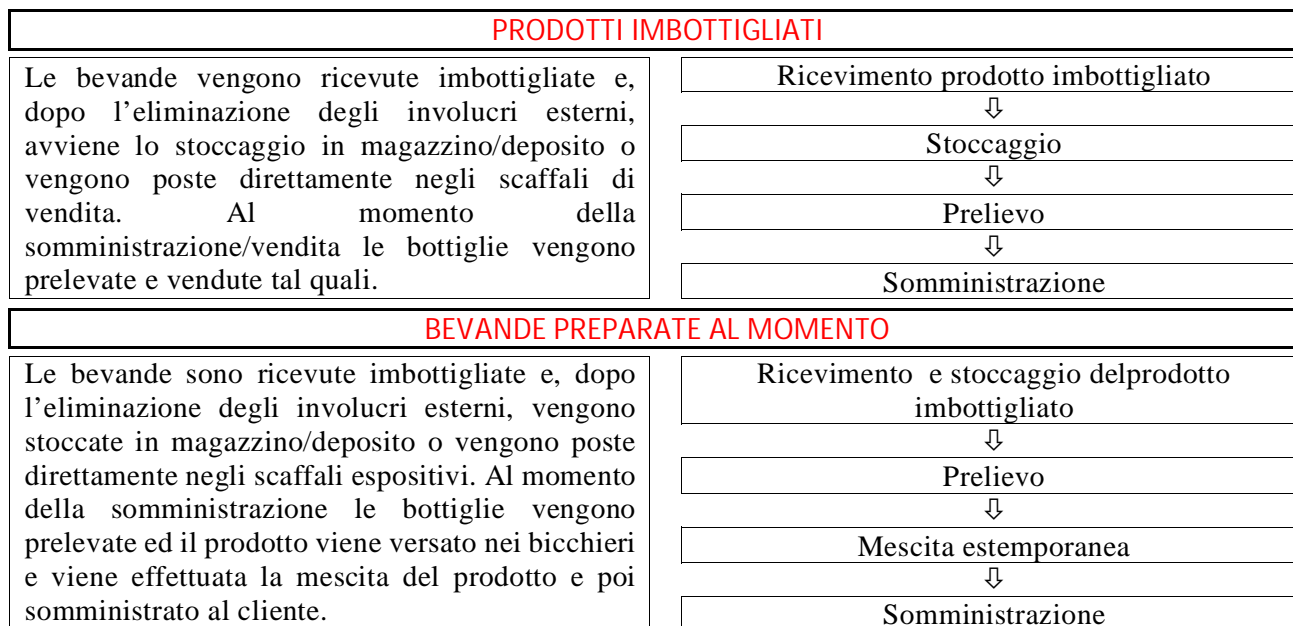 PRODOTTI IMBOTTIGLIATI
Le bevande vengono ricevute imbottigliate e,
dopo l’eliminazione degli involucri esterni,
avviene lo stoccaggio in magazzino/deposito o
vengono poste direttamente negli scaffali di
vendita. Al momento della
somministrazione/vendita le bottiglie vengono
prelevate e vendute tal quali.
Ricevimento prodotto imbottigliato
⇩
Stoccaggio
⇩
Prelievo
⇩
Somministrazione
BEVANDE PREPARATE AL MOMENTO
Le bevande sono ricevute imbottigliate e, dopo
l’eliminazione degli involucri esterni, vengono
stoccate in magazzino/deposito o vengono poste
direttamente negli scaffali espositivi. Al momento
della somministrazione le bottiglie vengono
prelevate ed il prodotto viene versato nei bicchieri
e viene effettuata la mescita del prodotto e poi
somministrato al cliente.
Ricevimento e stoccaggio delprodotto
imbottigliato
⇩
Prelievo
⇩
Mescita estemporanea
⇩
Somministrazione